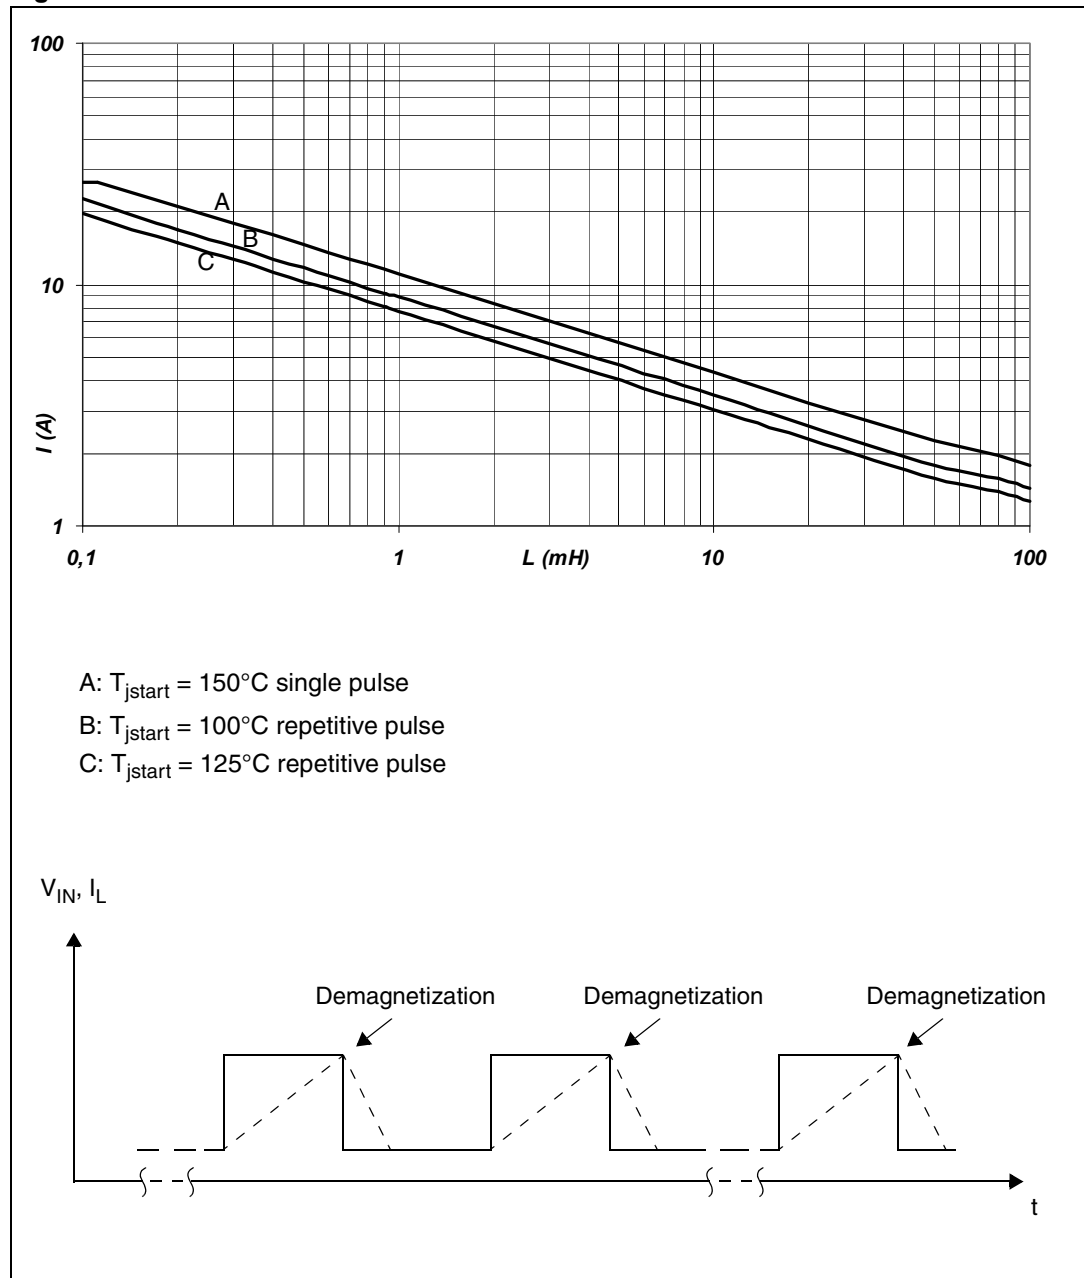 100
A
B
C
10
I (A)
1
0,1 1 L (mH) 10 100
A: Tjstart = 150°C single pulse
B: Tjstart = 100°C repetitive pulse
C: Tjstart = 125°C repetitive pulse
VIN, IL
Demagnetization Demagnetization Demagnetization
t